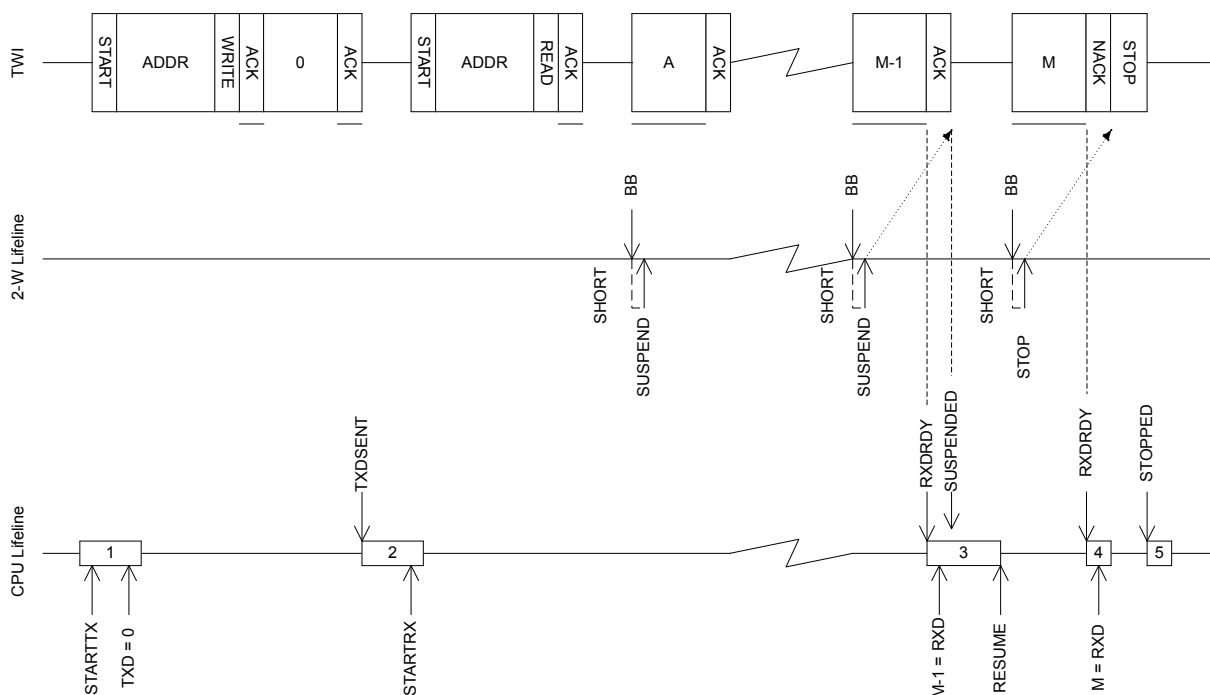 TWI
START
ADDR
WRITE
ACK
0
ACK
START
ADDR
READ
ACK
A
ACK
M-1
ACK
M
NACK
STOP
2-W Lifeline
BB
SHORT
SUSPEND
BB
SHORT
SUSPEND
BB
SHORT
STOP
CPU Lifeline
1
STARTTX
TXD = 0
TXDSENT
2
STARTRX
RXDRDY
SUSPENDED
3
M-1 = RXD
RESUME
RXDRDY
4
M = RXD
STOPPED
5